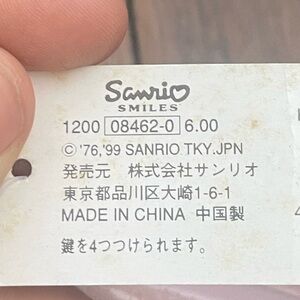 Sanrio
SMILES
1200 08462-0 6.00
© '76,'99 SANRIO TKY.JPN
発売元 株式会社サンリオ
東京都品川区大崎1-6-1
MADE IN CHINA 中国製
鍵を4つつけられます。